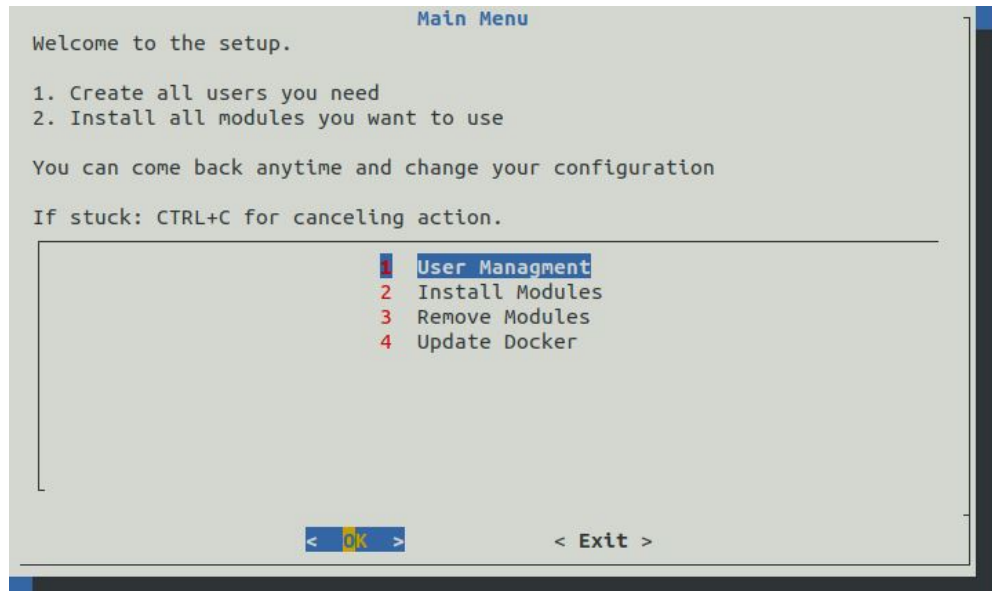 Main Menu
Welcome to the setup.
1. Create all users you need
2. Install all modules you want to use
You can come back anytime and change your configuration
If stuck: CTRL+C for canceling action.
1 User Managment
2 Install Modules
3 Remove Modules
4 Update Docker
< OK > < Exit >